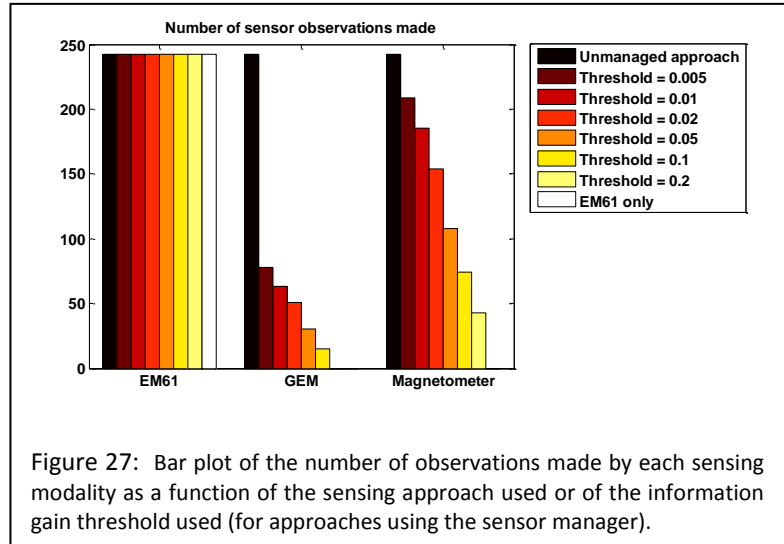 Number of sensor observations made
250
200
150
100
50
0
EM61
GEM
Magnetometer
Unmanaged approach
Threshold = 0.005
Threshold = 0.01
Threshold = 0.02
Threshold = 0.05
Threshold = 0.1
Threshold = 0.2
EM61 only
Figure 27: Bar plot of the number of observations made by each sensing
modality as a function of the sensing approach used or of the information
gain threshold used (for approaches using the sensor manager).